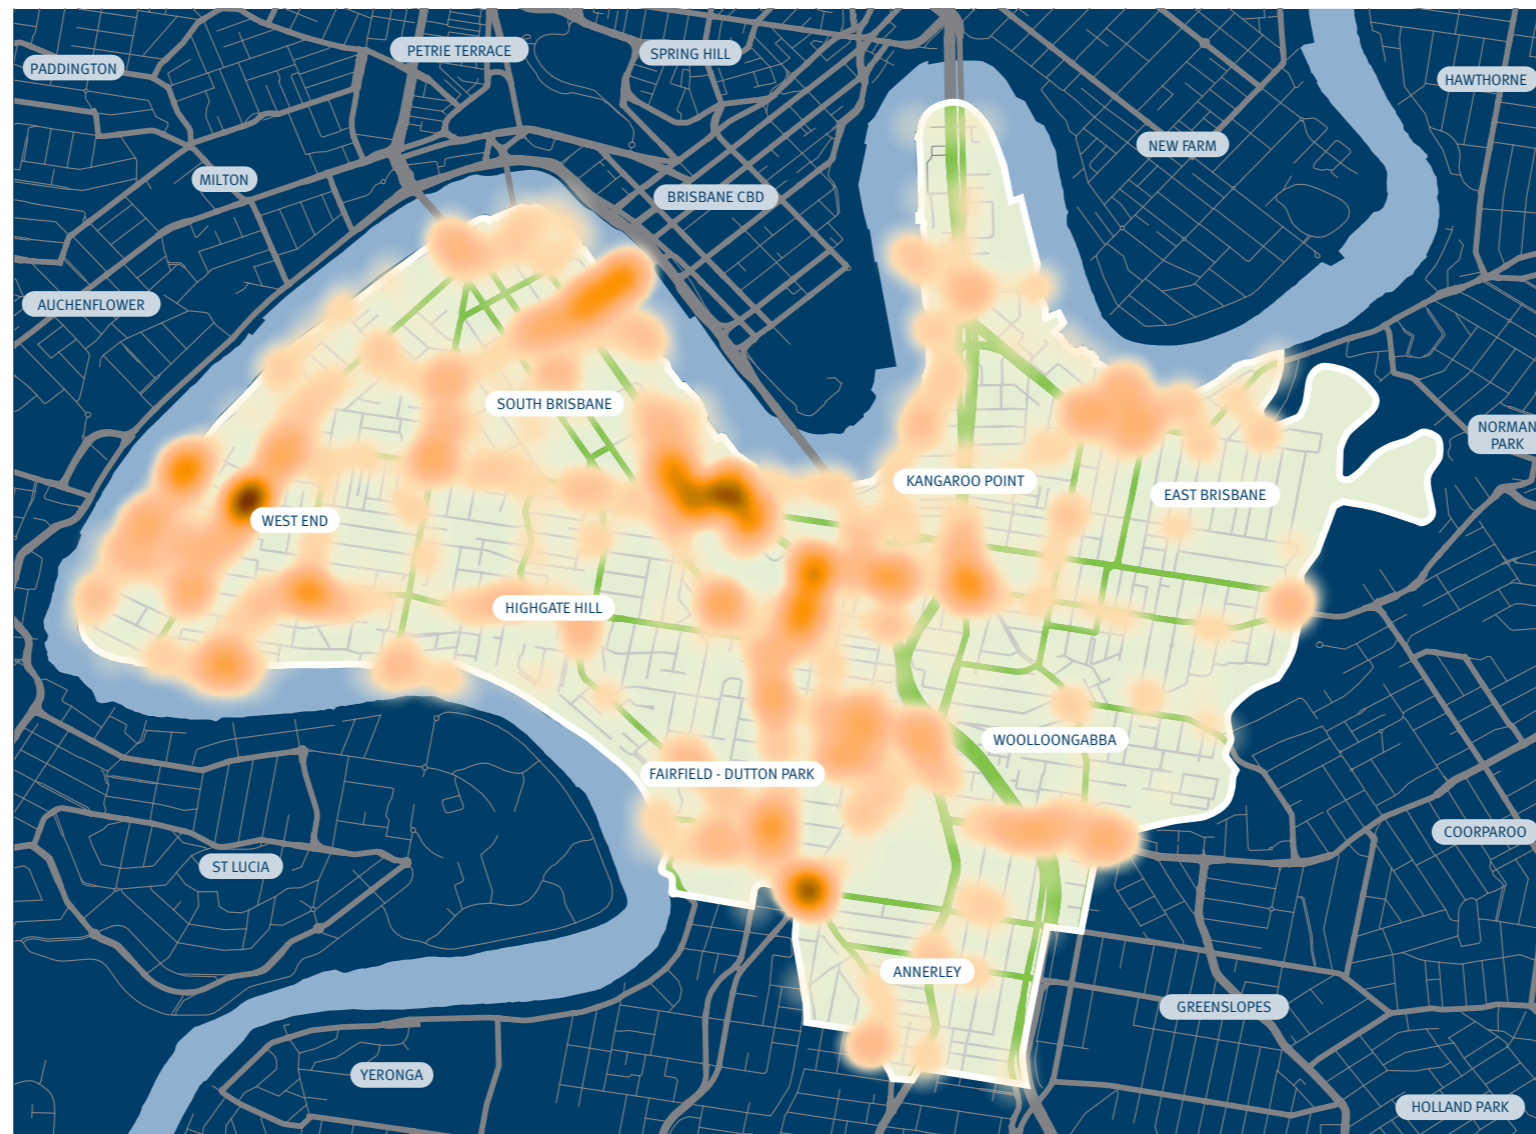 PETRIE TERRACE
SPRING HILL
PADDINGTON
HAWTHORNE
NEW FARM
MILTON
BRISBANE CBD
AUCHENFLOWER
SOUTH BRISBANE
NORMAN
PARK
KANGAROO POINT
EAST BRISBANE
WEST END
HIGHGATE HILL
WOOLLOONGABBA
FAIRFIELD - DUTTON PARK
COORPAROO
ST LUCIA
ANNERLEY
GREENSLOPES
YERONGA
HOLLAND PARK